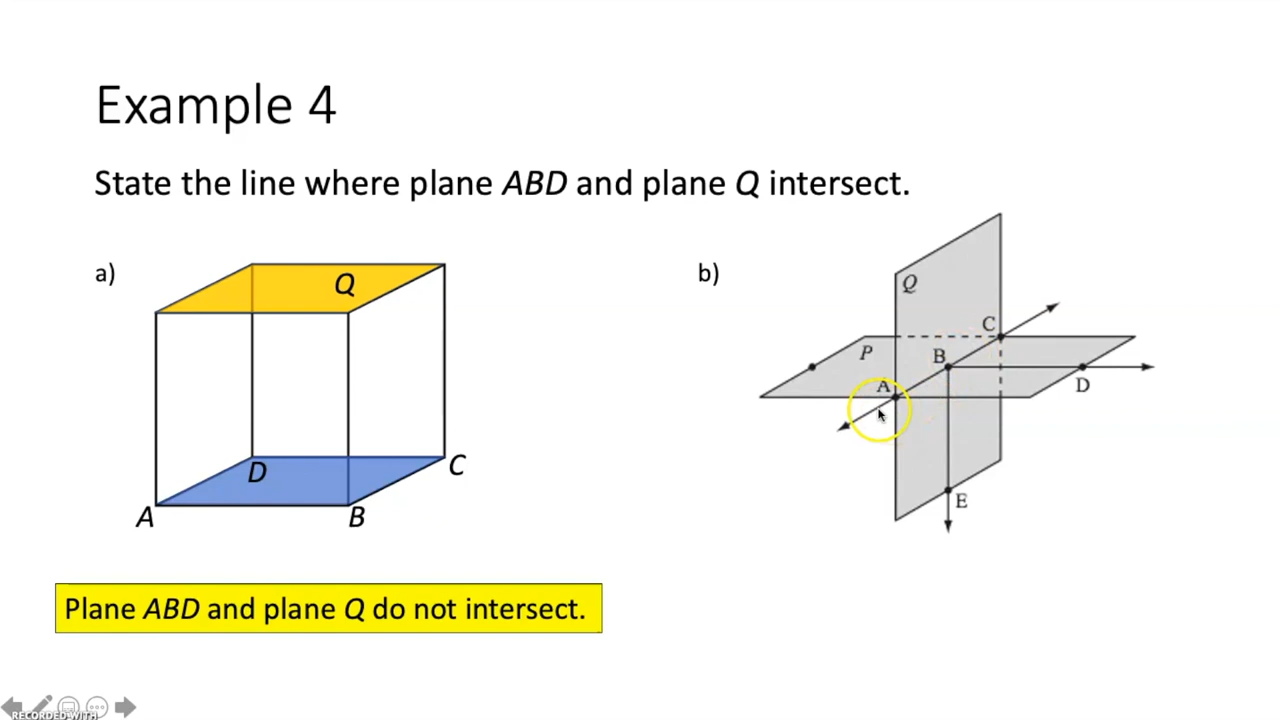 Example 4
State the line where plane ABD and plane Q intersect.
a)
b)
Q
D
C
A
B
Q
C
P
B
A
D
E
Plane ABD and plane Q do not intersect.
RECORDED WITH